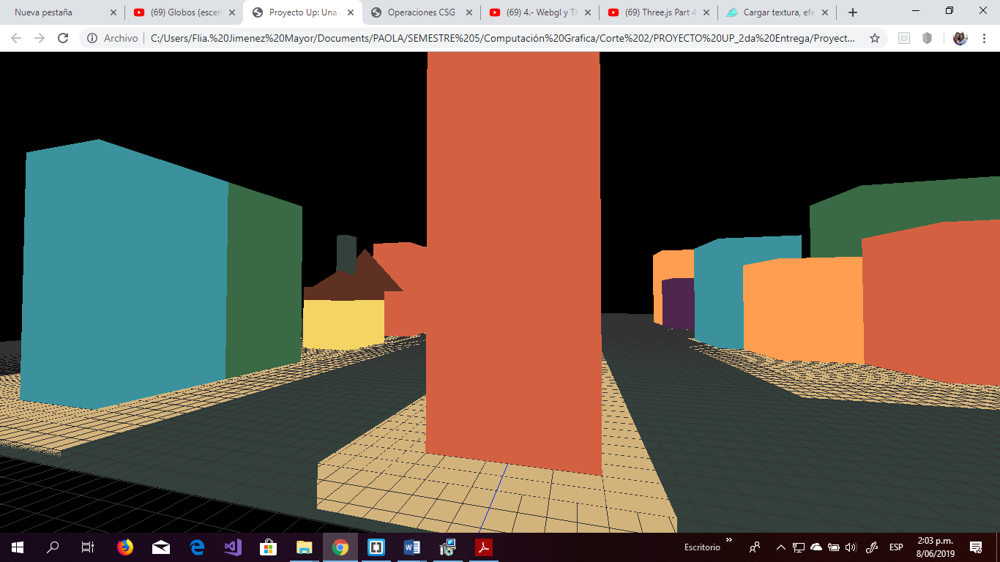 Nueva pestaña
(69) Globos (escen
Proyecto Up: Una
Operaciones CSG
(69) 4.- Webgl y Th
(69) Three.js Part 4
Cargar textura, efe
Archivo C:/Users/Flia.%20Jimenez%20Mayor/Documents/PAOLA/SEMESTRE%205/Computación%20Grafica/Corte%202/PROYECTO%20UP_2da%20Entrega/Proyect...
Escritorio
ESP
2:03 p.m.
8/06/2019